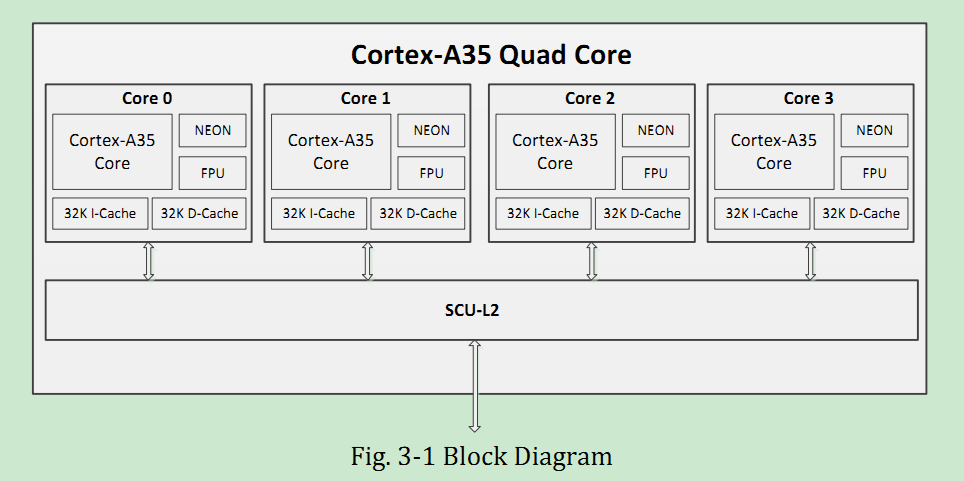 Cortex-A35 Quad Core
Core 0
Cortex-A35
Core
NEON
FPU
32K I-Cache
32K D-Cache
Core 1
Cortex-A35
Core
NEON
FPU
32K I-Cache
32K D-Cache
Core 2
Cortex-A35
Core
NEON
FPU
32K I-Cache
32K D-Cache
Core 3
Cortex-A35
Core
NEON
FPU
32K I-Cache
32K D-Cache
SCU-L2
Fig. 3-1 Block Diagram